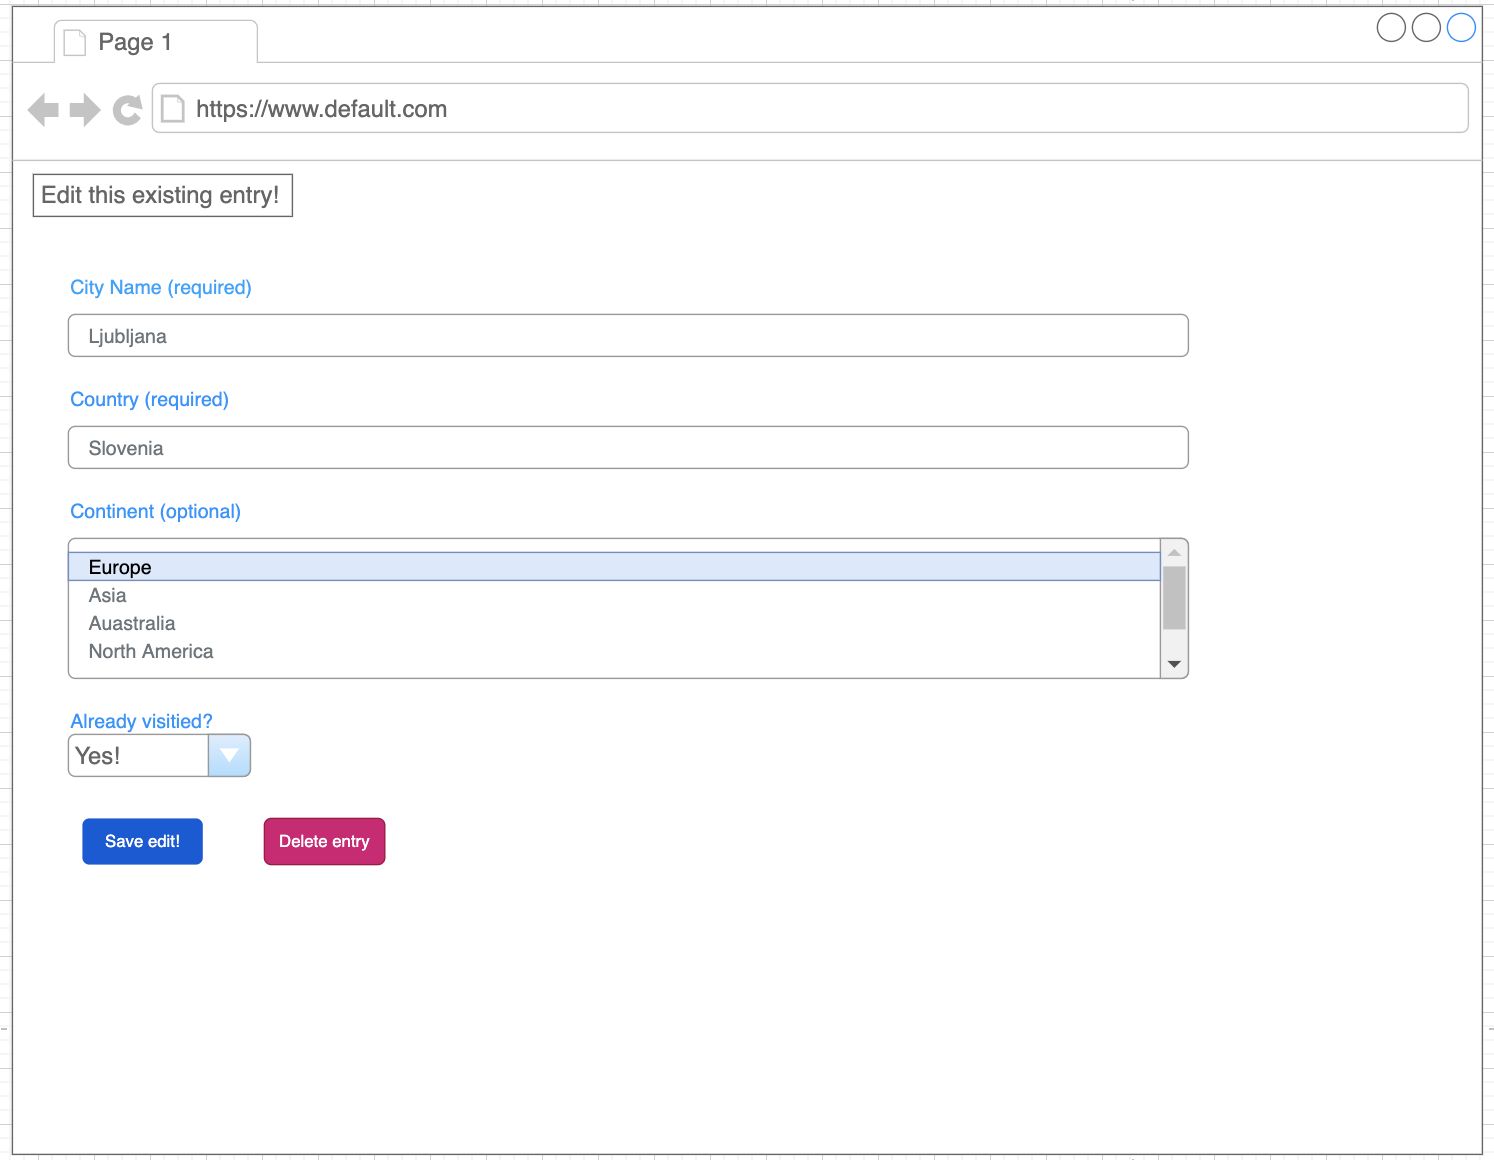 Page 1
https://www.default.com
Edit this existing entry!
City Name (required)
Ljubljana
Country (required)
Slovenia
Continent (optional)
Europe
Asia
Auastralia
North America
Already visitied?
Yes!
Save edit!
Delete entry